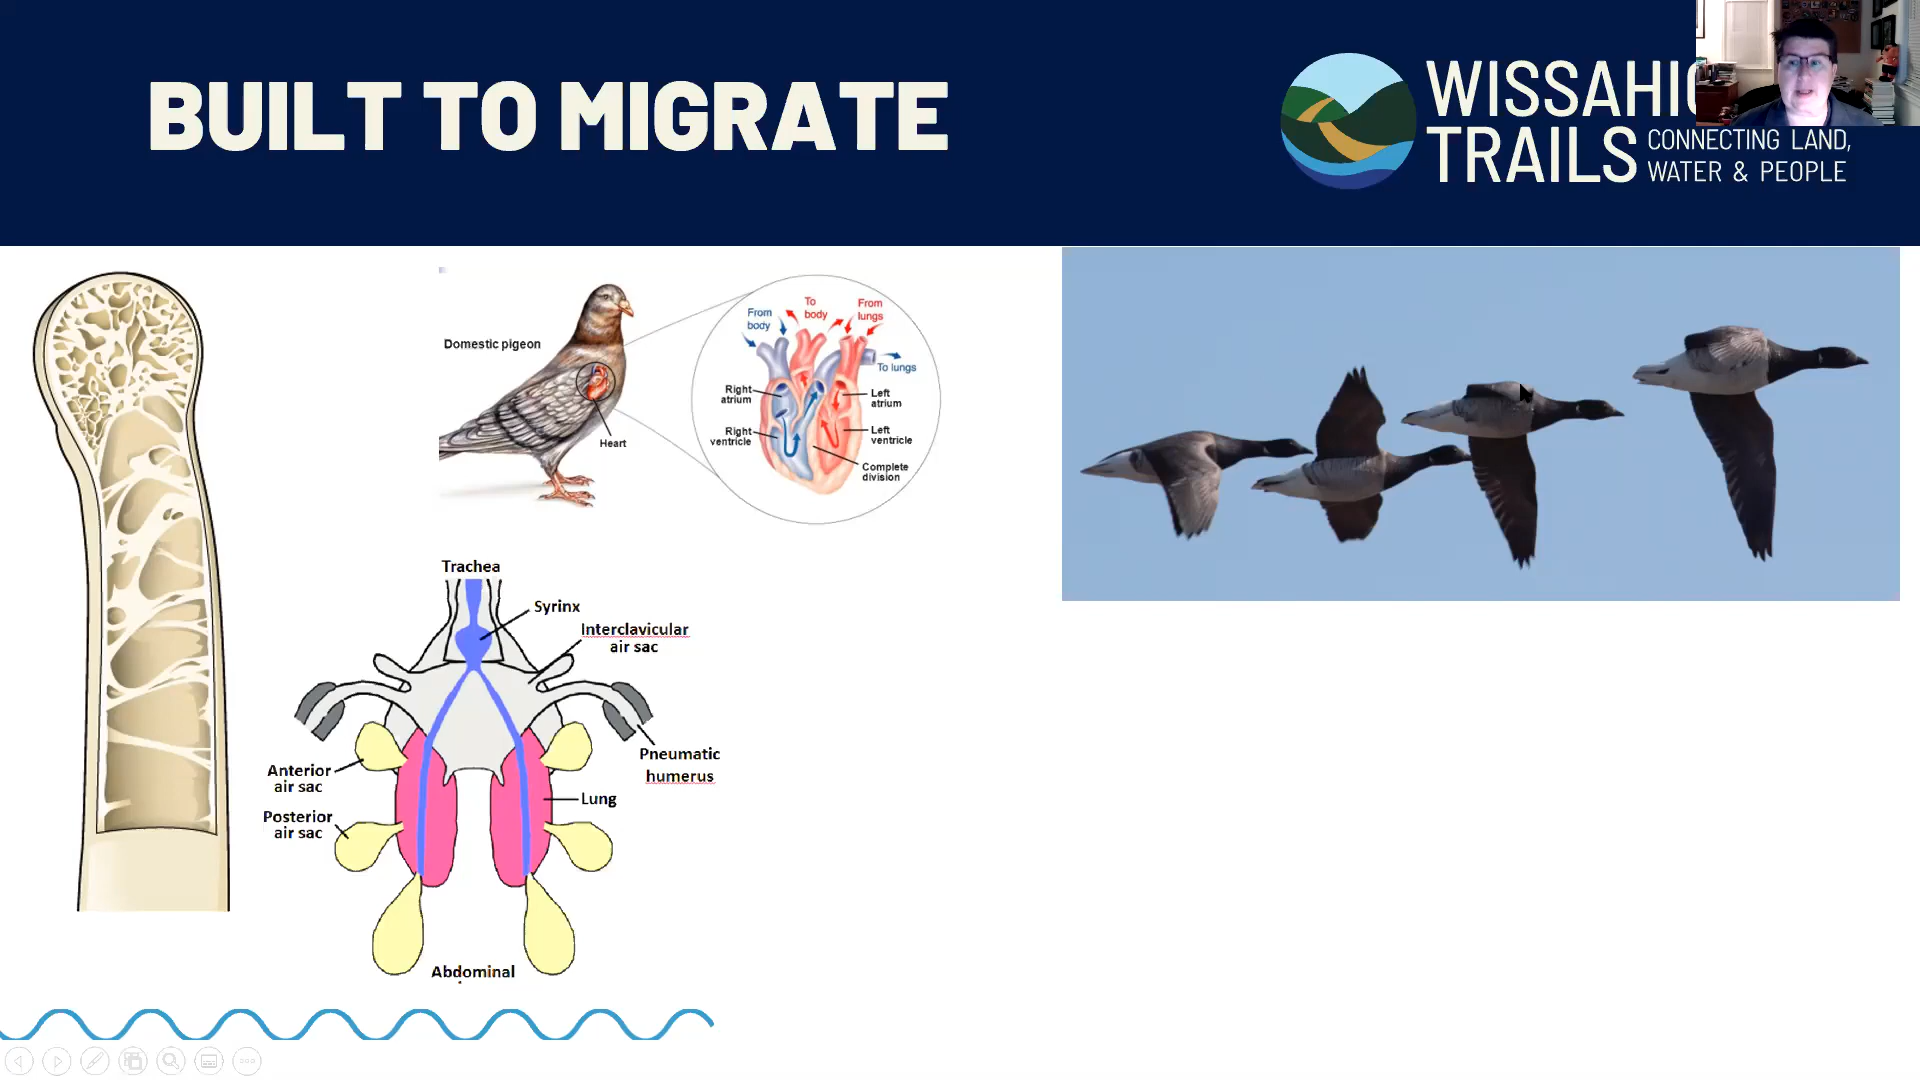 BUILT TO MIGRATE
WISSAHIC
TRAILS
CONNECTING LAND,
WATER & PEOPLE
Domestic pigeon
Heart
From
body
To
body
From
lungs
To lungs
Right
atrium
Left
atrium
Right
ventricle
Left
ventricle
Complete
division
Trachea
Syrinx
Interclavicular
air sac
Pneumatic
humerus
Anterior
air sac
Lung
Posterior
air sac
Abdominal